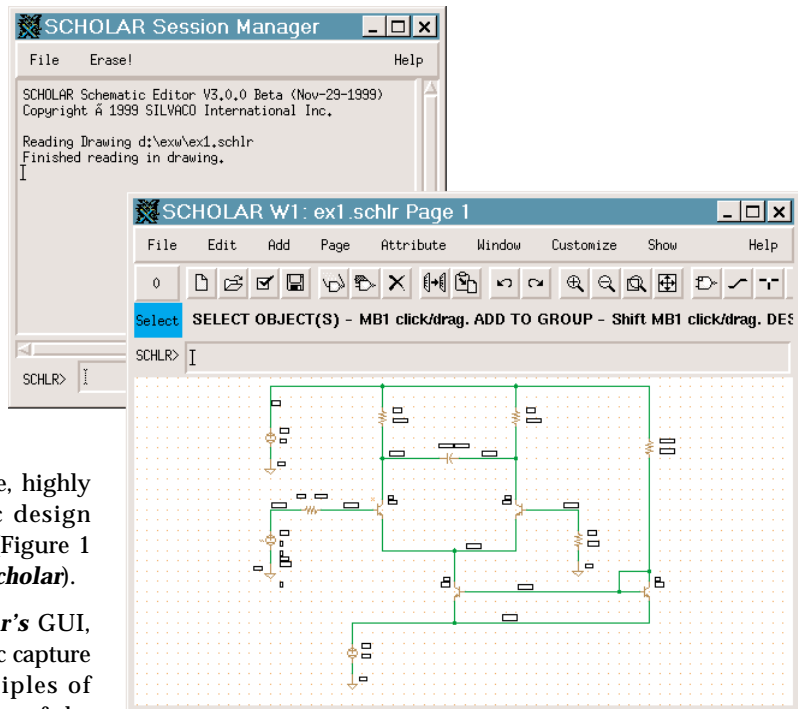 SCHOLAR Session Manager
File Erase! Help
SCHOLAR Schematic Editor V3.0.0 Beta (Nov-29-1999)
Copyright Ã 1999 SILVACO International Inc.
Reading Drawing d:\exw\ex1.schlr
Finished reading in drawing.
SCHLR>
SCHOLAR W1: ex1.schlr Page 1
File Edit Add Page Attribute Window Customize Show Help
0
Select SELECT OBJECT(S) - MB1 click/drag. ADD TO GROUP - Shift MB1 click/drag. DES
SCHLR>
e, highly
c design
Figure 1
cholar).
r's GUI,
c capture
iples of